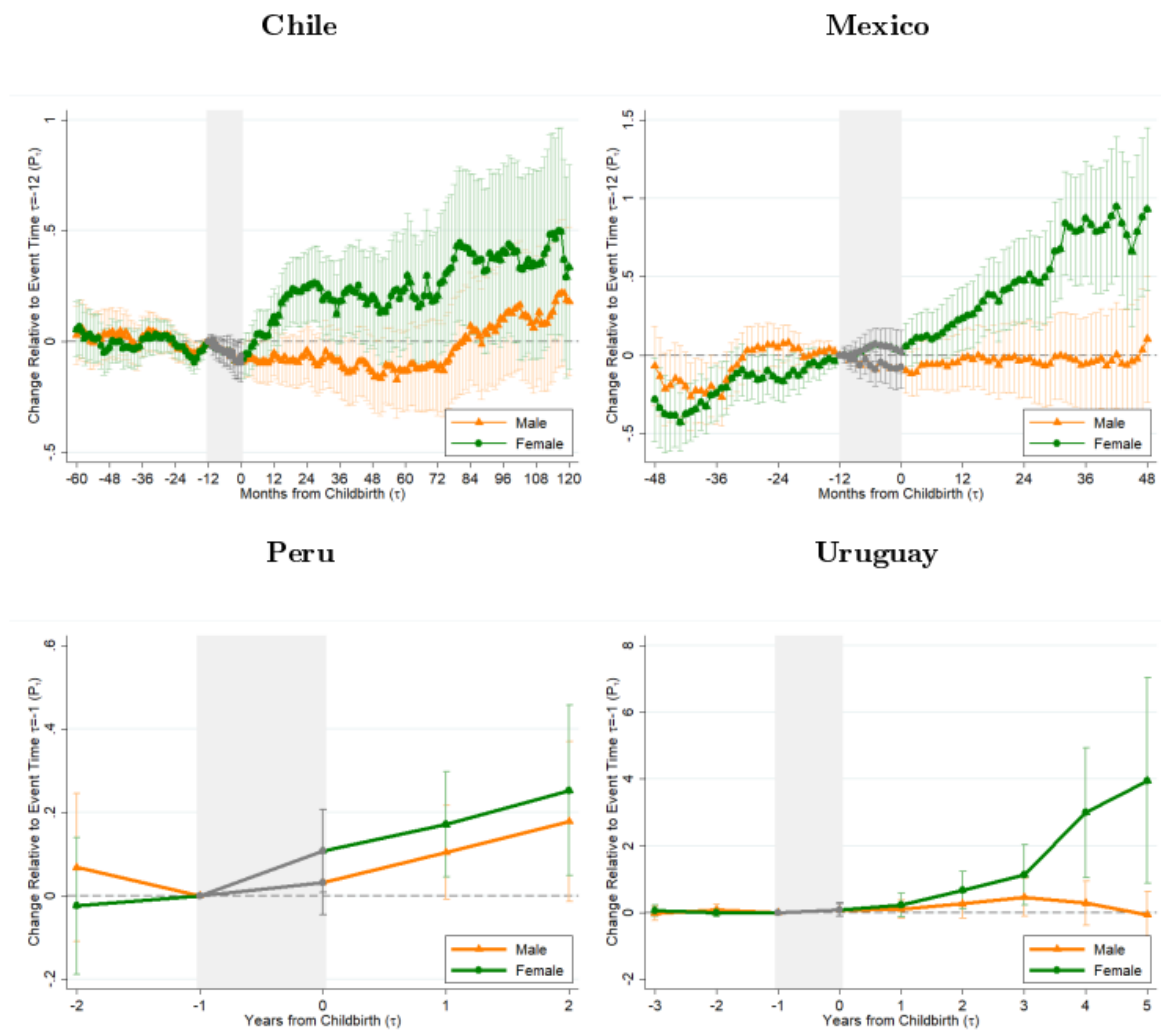 Chile
Change Relative to Event Time τ=-12 (Pτ)
1
.5
0
-.5
-60 -48 -36 -24 -12 0 12 24 36 48 60 72 84 96 108 120
Months from Childbirth (τ)
Male
Female
Mexico
Change Relative to Event Time τ=-12 (Pτ)
1.5
1
.5
0
-.5
-48 -36 -24 -12 0 12 24 36 48
Months from Childbirth (τ)
Male
Female
Peru
Change Relative to Event Time τ=-1 (Pτ)
.6
.4
.2
0
-.2
-2 -1 0 1 2
Years from Childbirth (τ)
Male
Female
Uruguay
Change Relative to Event Time τ=-1 (Pτ)
8
6
4
2
0
-2
-3 -2 -1 0 1 2 3 4 5
Years from Childbirth (τ)
Male
Female